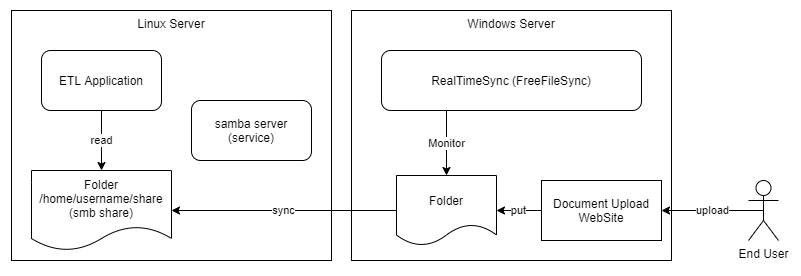 Linux Server
Windows Server
ETL Application
RealTimeSync (FreeFileSync)
samba server
(service)
read
Monitor
Folder
/home/username/share
(smb share)
sync
Folder
put
Document Upload
WebSite
upload
End User